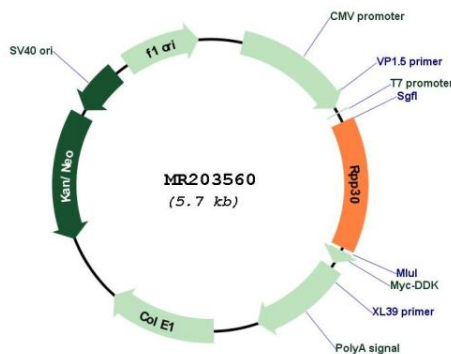 CMV promoter
VP1.5 primer
T7 promoter
SgfI
Rpp30
MluI
Myc-DDK
XL39 primer
PolyA signal
Col E1
Kan/Neo
SV40 ori
f1 ori
MR203560
(5.7 kb)